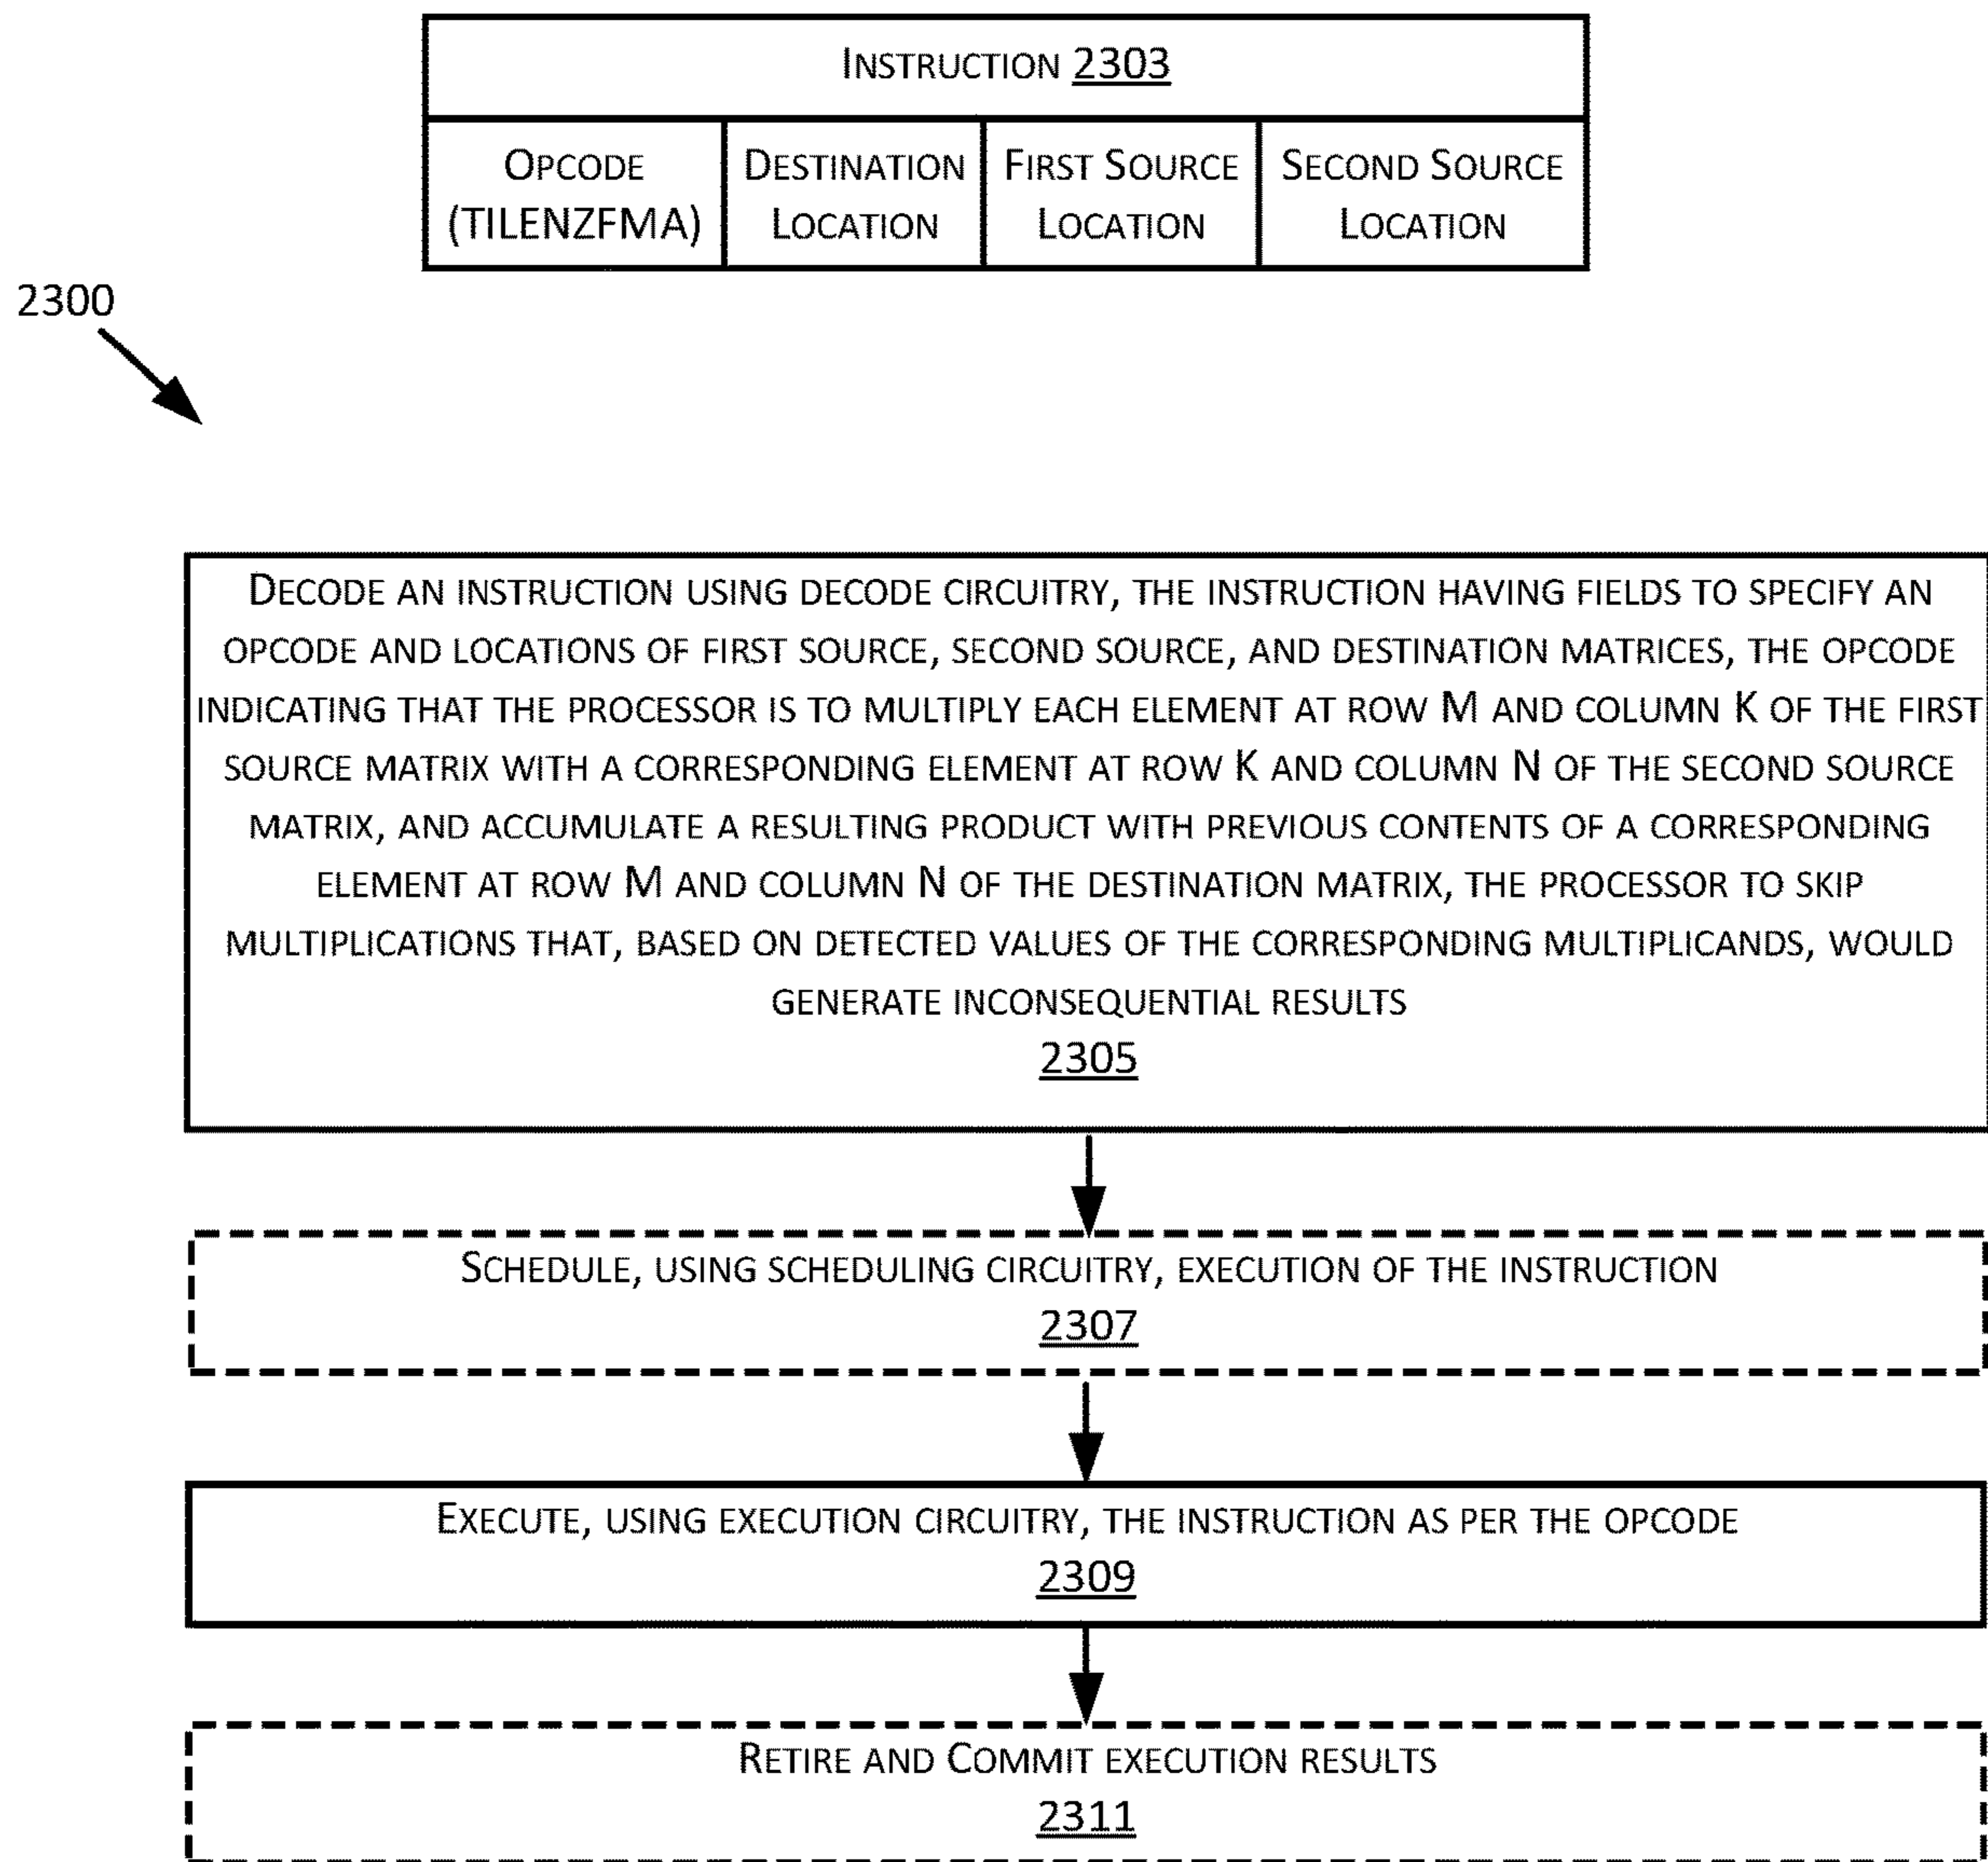 INSTRUCTION 2303
OPCODE
(TILENZFMA)
DESTINATION
LOCATION
FIRST SOURCE
LOCATION
SECOND SOURCE
LOCATION
2300
DECODE AN INSTRUCTION USING DECODE CIRCUITRY, THE INSTRUCTION HAVING FIELDS TO SPECIFY AN
OPCODE AND LOCATIONS OF FIRST SOURCE, SECOND SOURCE, AND DESTINATION MATRICES, THE OPCODE
INDICATING THAT THE PROCESSOR IS TO MULTIPLY EACH ELEMENT AT ROW M AND COLUMN K OF THE FIRST
SOURCE MATRIX WITH A CORRESPONDING ELEMENT AT ROW K AND COLUMN N OF THE SECOND SOURCE
MATRIX, AND ACCUMULATE A RESULTING PRODUCT WITH PREVIOUS CONTENTS OF A CORRESPONDING
ELEMENT AT ROW M AND COLUMN N OF THE DESTINATION MATRIX, THE PROCESSOR TO SKIP
MULTIPLICATIONS THAT, BASED ON DETECTED VALUES OF THE CORRESPONDING MULTIPLICANDS, WOULD
GENERATE INCONSEQUENTIAL RESULTS
2305
SCHEDULE, USING SCHEDULING CIRCUITRY, EXECUTION OF THE INSTRUCTION
2307
EXECUTE, USING EXECUTION CIRCUITRY, THE INSTRUCTION AS PER THE OPCODE
2309
RETIRE AND COMMIT EXECUTION RESULTS
2311